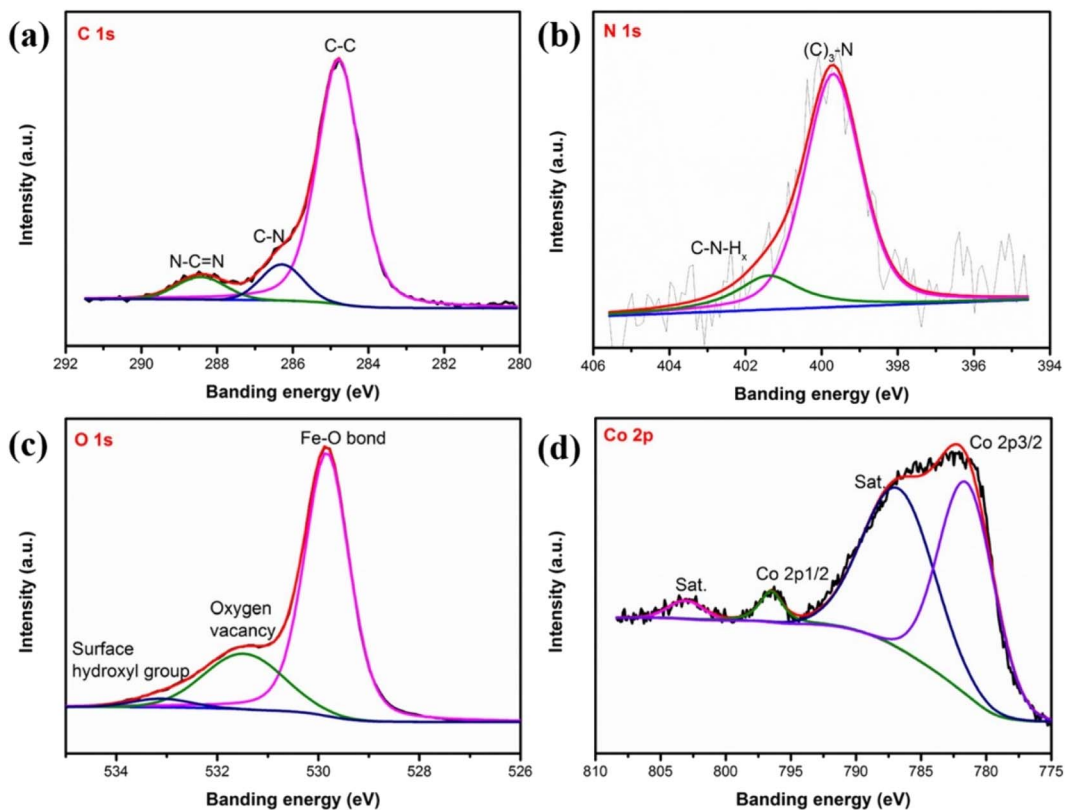 (a)
C 1s
C-C
C-N
N-C=N
Intensity (a.u.)
292 290 288 286 284 282 280
Banding energy (eV)
(b)
N 1s
(C)3-N
C-N-Hx
Intensity (a.u.)
406 404 402 400 398 396 394
Banding energy (eV)
(c)
O 1s
Fe-O bond
Oxygen
vacancy
Surface
hydroxyl group
Intensity (a.u.)
534 532 530 528 526
Banding energy (eV)
(d)
Co 2p
Co 2p3/2
Sat.
Co 2p1/2
Sat.
Intensity (a.u.)
810 805 800 795 790 785 780 775
Banding energy (eV)